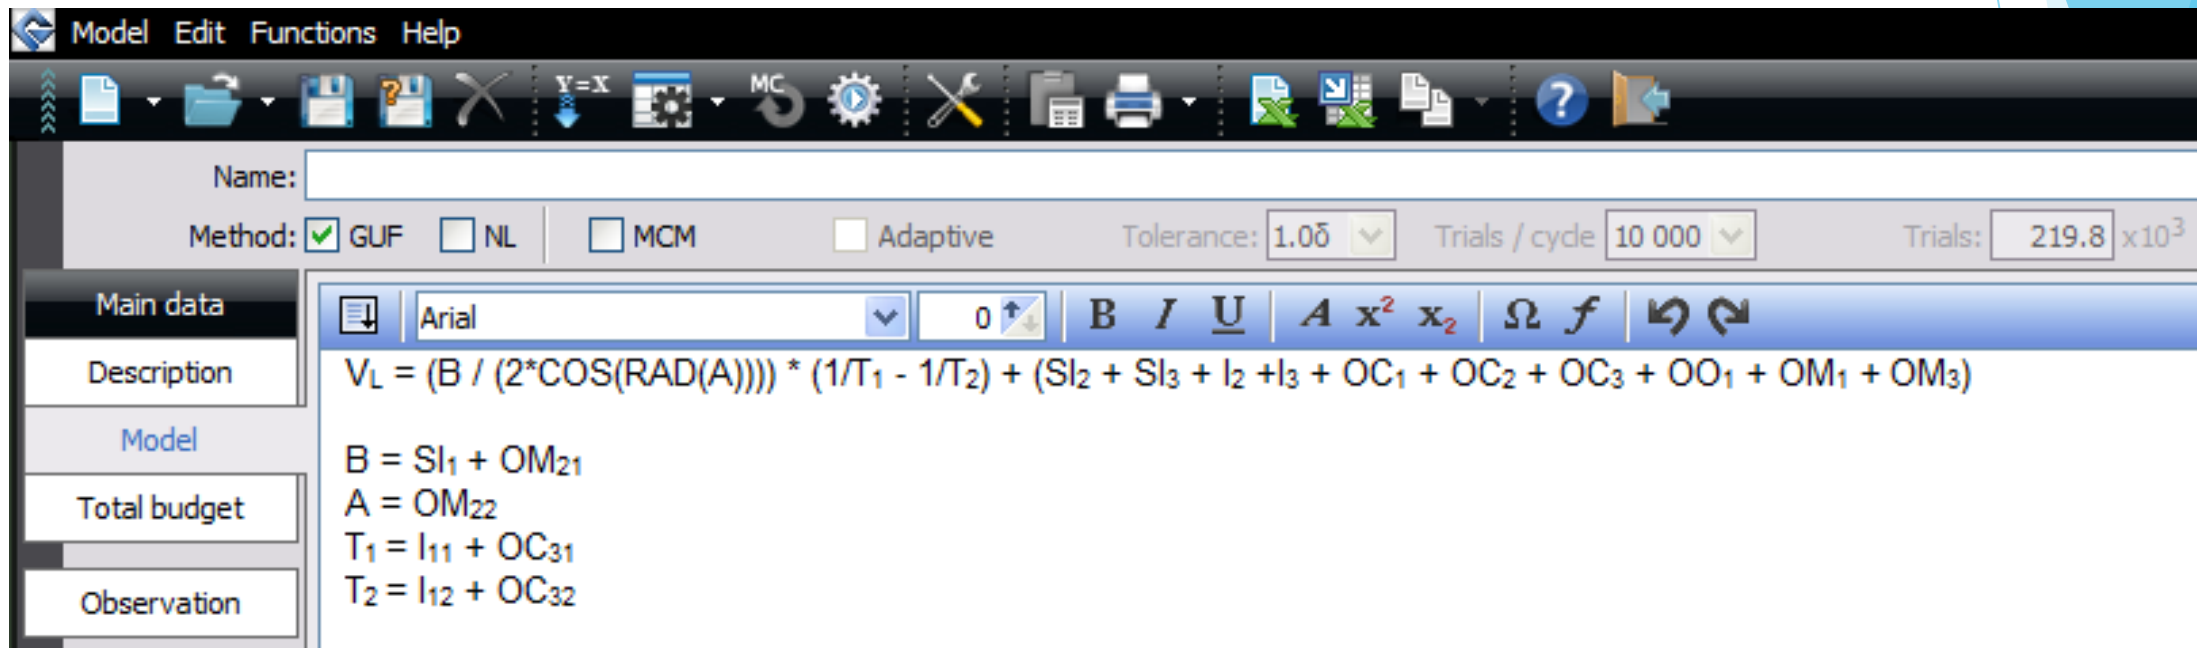 Model Edit Functions Help
Y=X MC ?
Name:
Method: GUF NL MCM Adaptive Tolerance: 1.0δ Trials / cycle 10 000 Trials: 219.8 x10³
Main data
Arial 0 B I U A x² x₂ Ω f
Description
V_L = (B / (2*COS(RAD(A)))) * (1/T₁ - 1/T₂) + (SI₂ + SI₃ + I₂ +I₃ + OC₁ + OC₂ + OC₃ + OO₁ + OM₁ + OM₃)
Model
B = SI₁ + OM₂₁
A = OM₂₂
Total budget
T₁ = I₁₁ + OC₃₁
T₂ = I₁₂ + OC₃₂
Observation